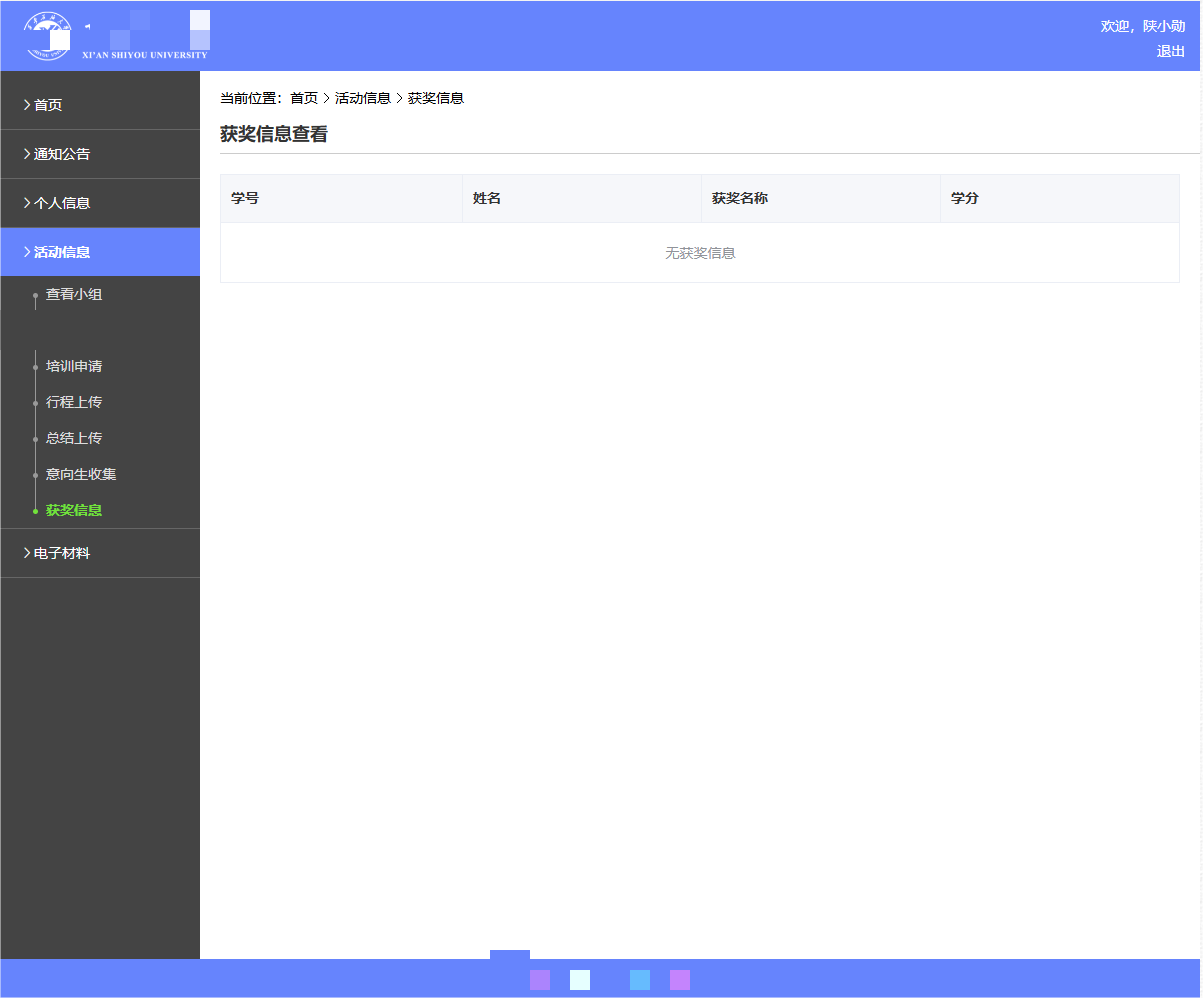 XI'AN SHIYOU UNIVERSITY
欢迎，陕小勋
退出
首页
通知公告
个人信息
活动信息
查看小组
培训申请
行程上传
总结上传
意向生收集
获奖信息
电子材料
当前位置：首页 > 活动信息 > 获奖信息
获奖信息查看
学号 姓名 获奖名称 学分
无获奖信息